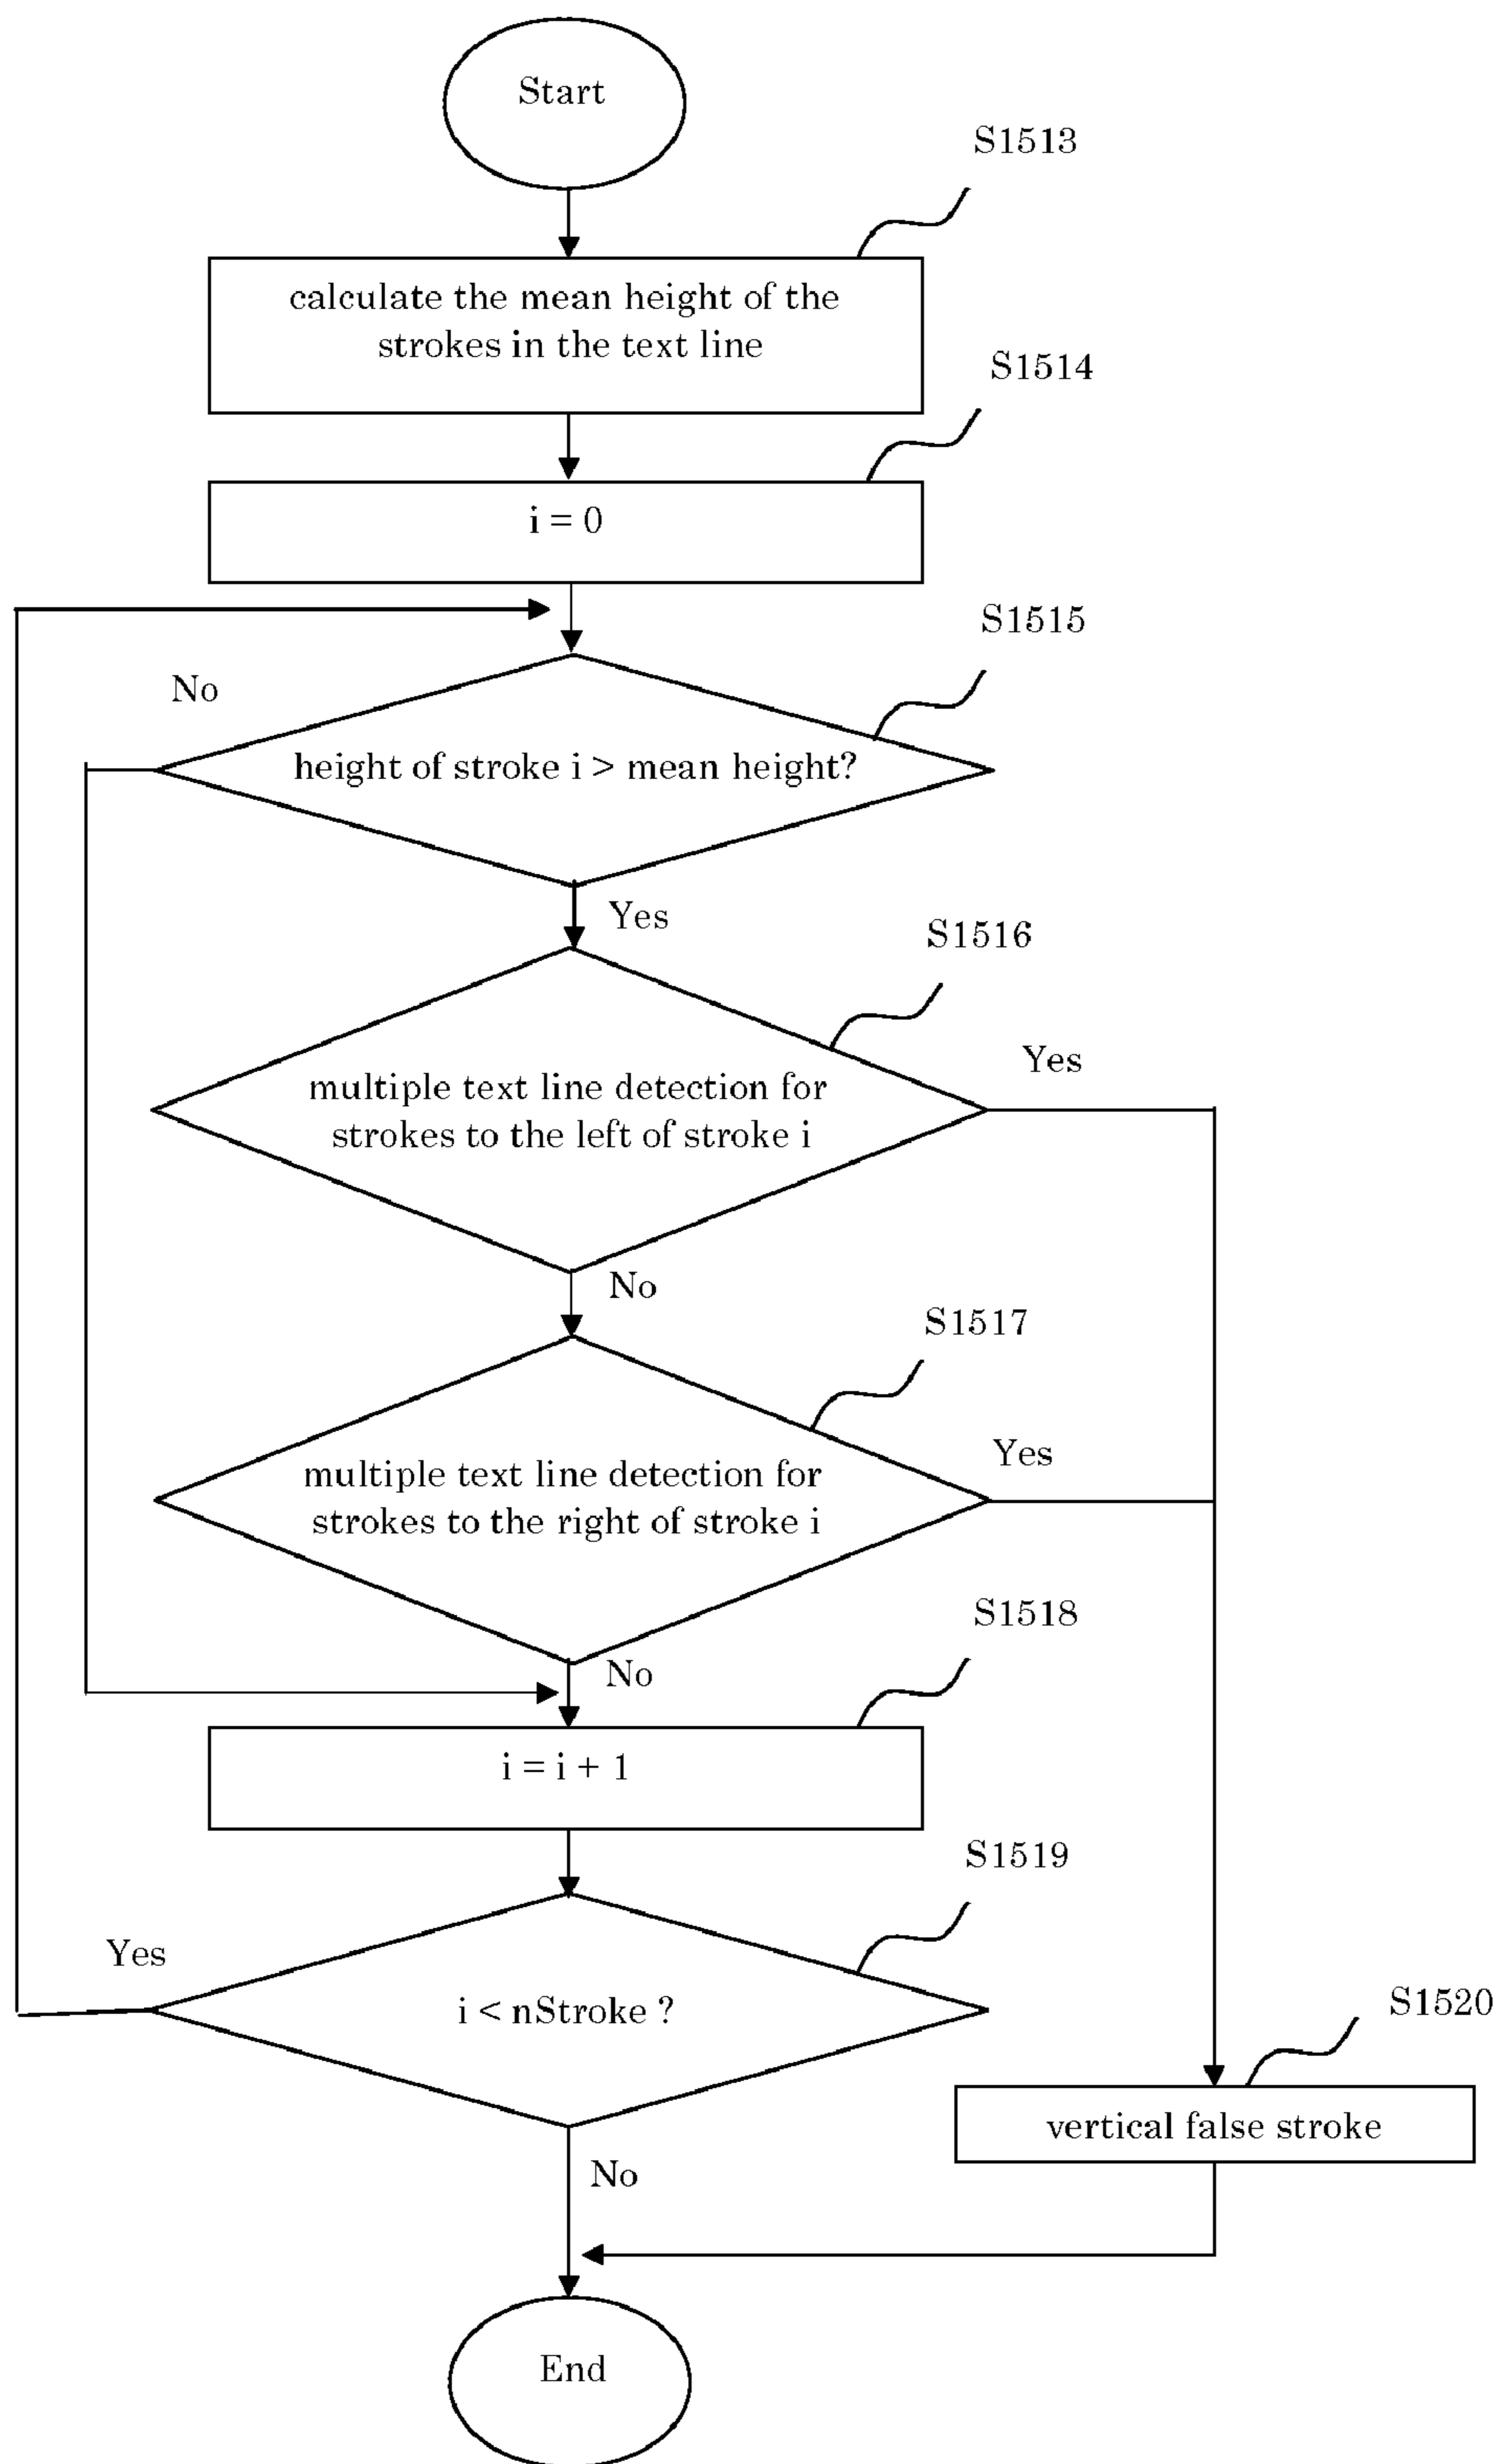 Start
S1513
calculate the mean height of the
strokes in the text line
S1514
i = 0
S1515
No
height of stroke i > mean height?
Yes
S1516
Yes
multiple text line detection for
strokes to the left of stroke i
No
S1517
Yes
multiple text line detection for
strokes to the right of stroke i
S1518
No
i = i + 1
S1519
Yes
i < nStroke ?
S1520
vertical false stroke
No
End